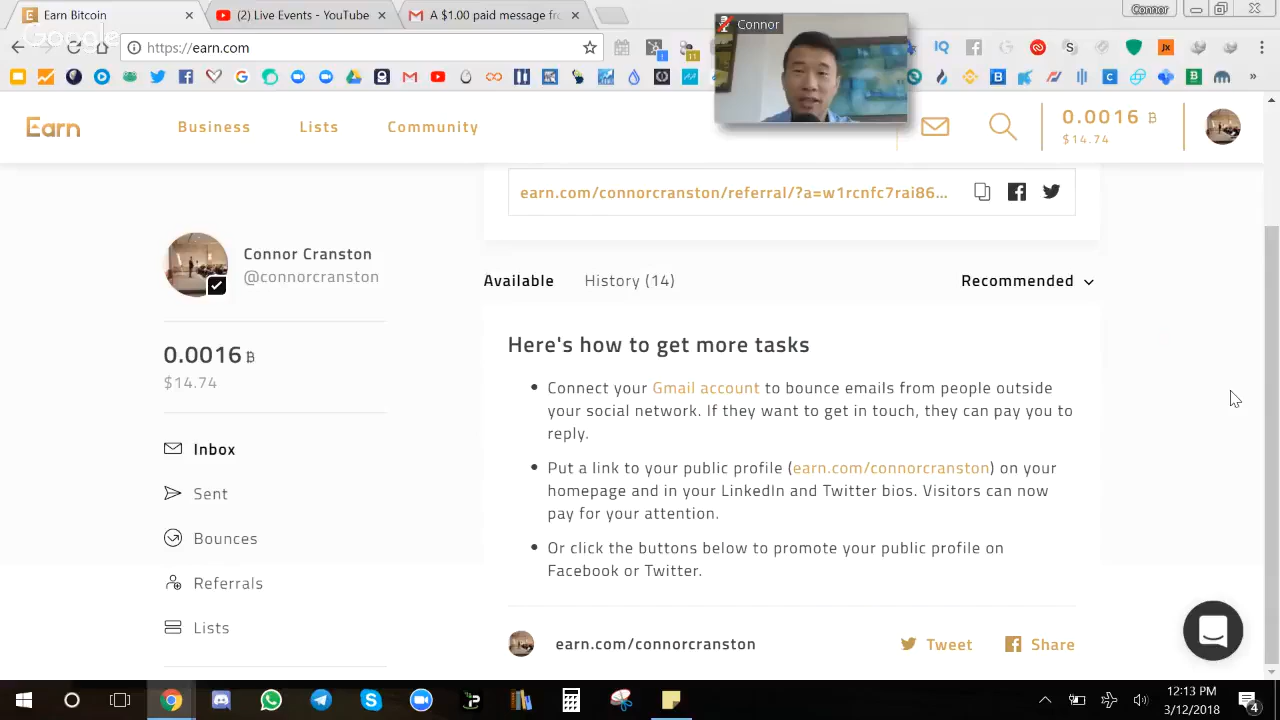 Earn Bitcoin
(2) Live Events - YouTube
A $1.00 paid message fro
Connor
Google
https://earn.com
Connor
Earn
Business
Lists
Community
0.0016 Ƀ
$14.74
earn.com/connorcranston/referral/?a=w1rcnfc7rai86...
Connor Cranston
@connorcranston
Available
History (14)
Recommended
0.0016 Ƀ
$14.74
Here's how to get more tasks
Connect your Gmail account to bounce emails from people outside
your social network. If they want to get in touch, they can pay you to
reply.
Inbox
Put a link to your public profile (earn.com/connorcranston) on your
homepage and in your LinkedIn and Twitter bios. Visitors can now
pay for your attention.
Sent
Bounces
Or click the buttons below to promote your public profile on
Facebook or Twitter.
Referrals
Lists
earn.com/connorcranston
Tweet
Share
12:13 PM
3/12/2018
4